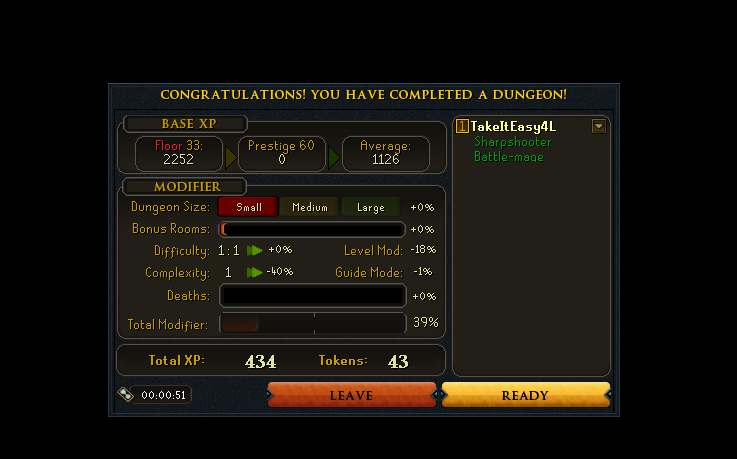 CONGRATULATIONS! YOU HAVE COMPLETED A DUNGEON!
BASE XP
Floor 33: Prestige 60 Average:
2252 0 1126
MODIFIER
Dungeon Size: Small Medium Large +0%
Bonus Rooms: +0%
Difficulty: 1:1 +0% Level Mod: -18%
Complexity: 1 -40% Guide Mode: -1%
Deaths: +0%
Total Modifier: 39%
Total XP: 434 Tokens: 43
00:00:51 LEAVE READY
1 TakeItEasy4L
Sharpshooter
Battle-mage